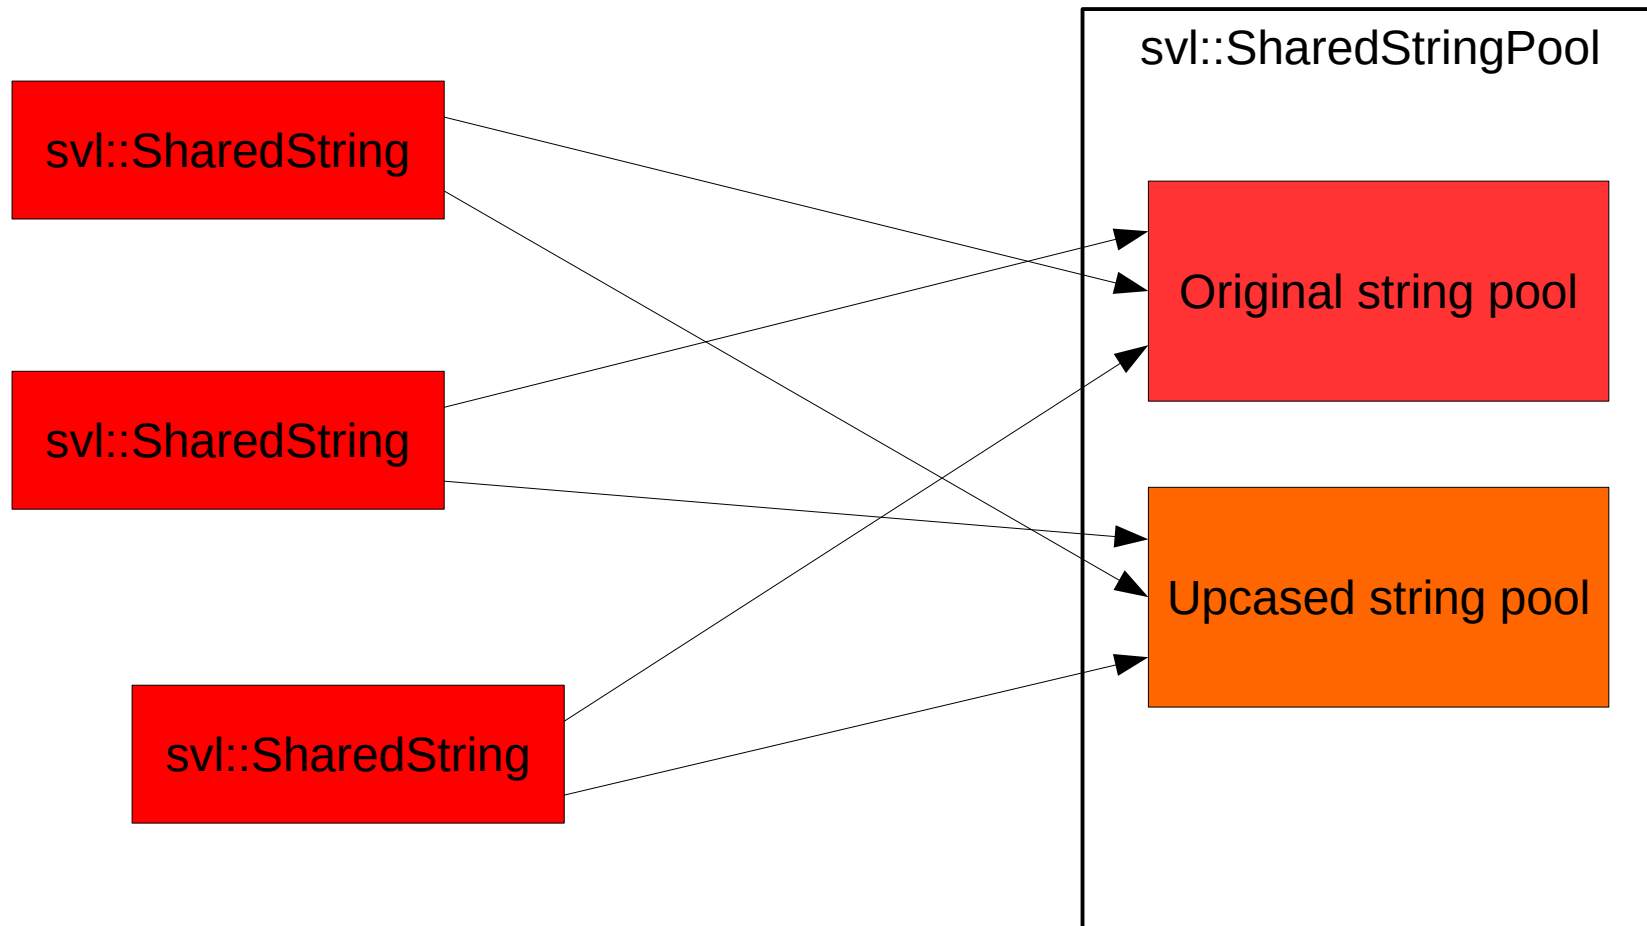 svl::SharedStringPool
svl::SharedString
Original string pool
svl::SharedString
Upcased string pool
svl::SharedString